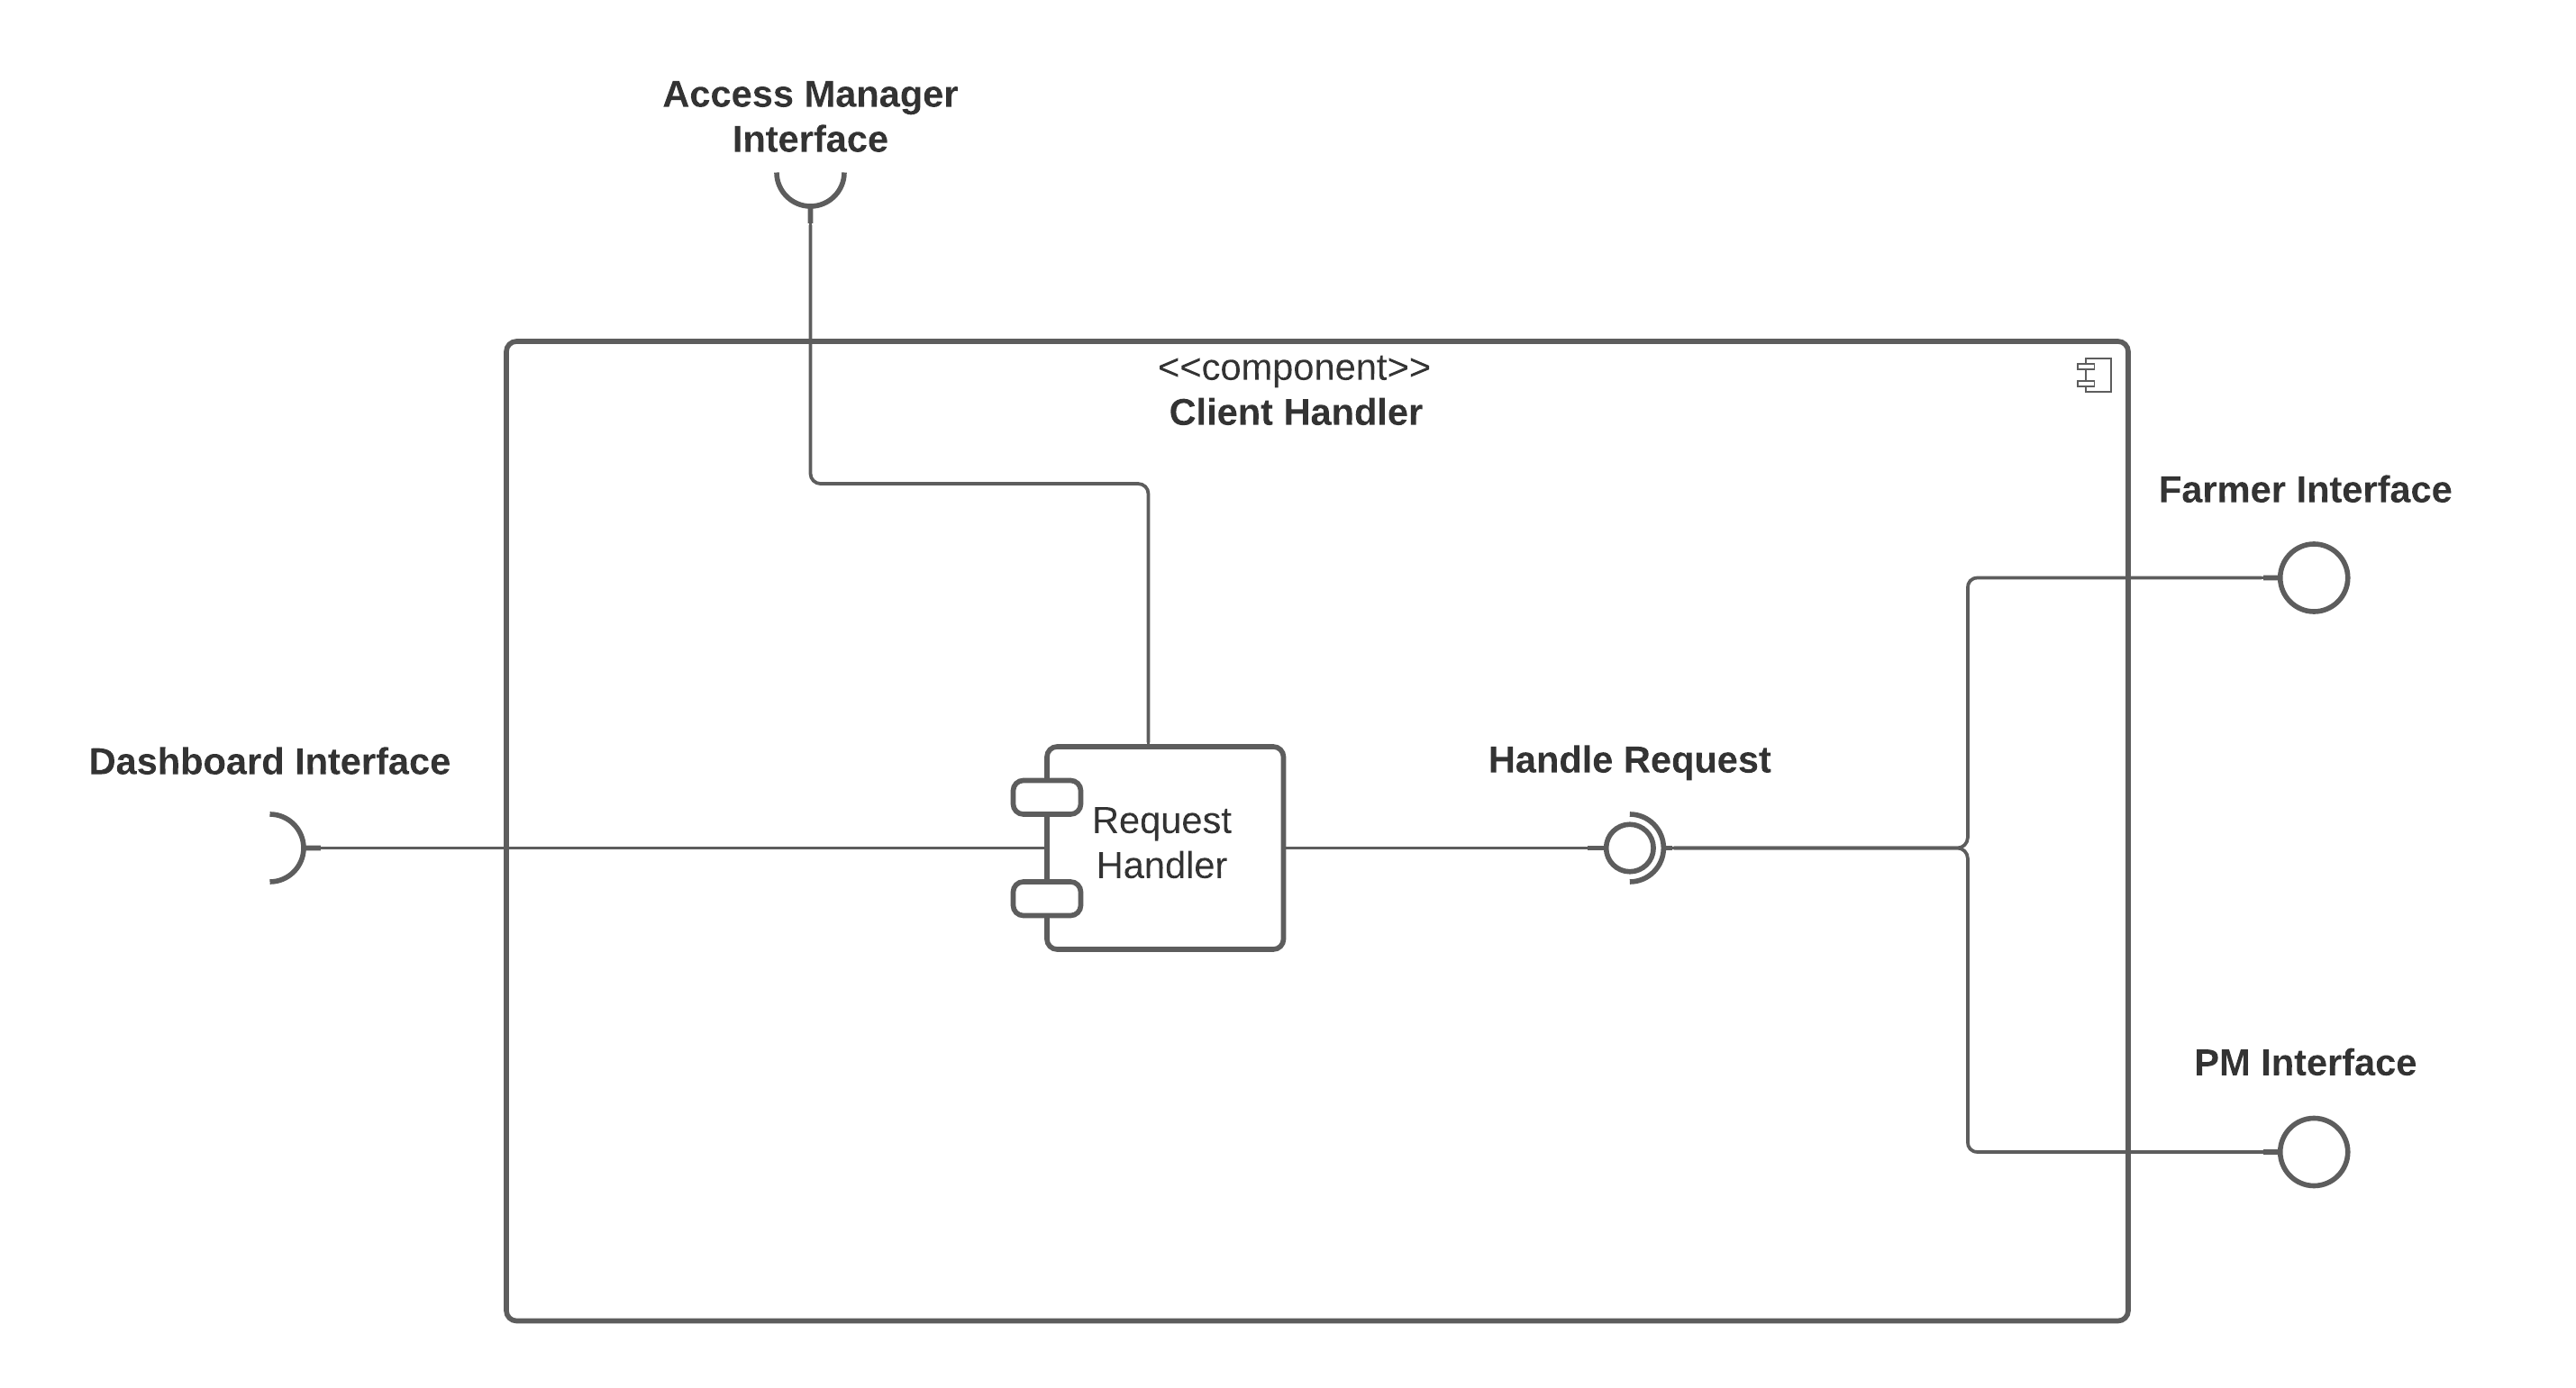 Access Manager
Interface
<<component>>
Client Handler
Farmer Interface
Dashboard Interface
Request
Handler
Handle Request
PM Interface